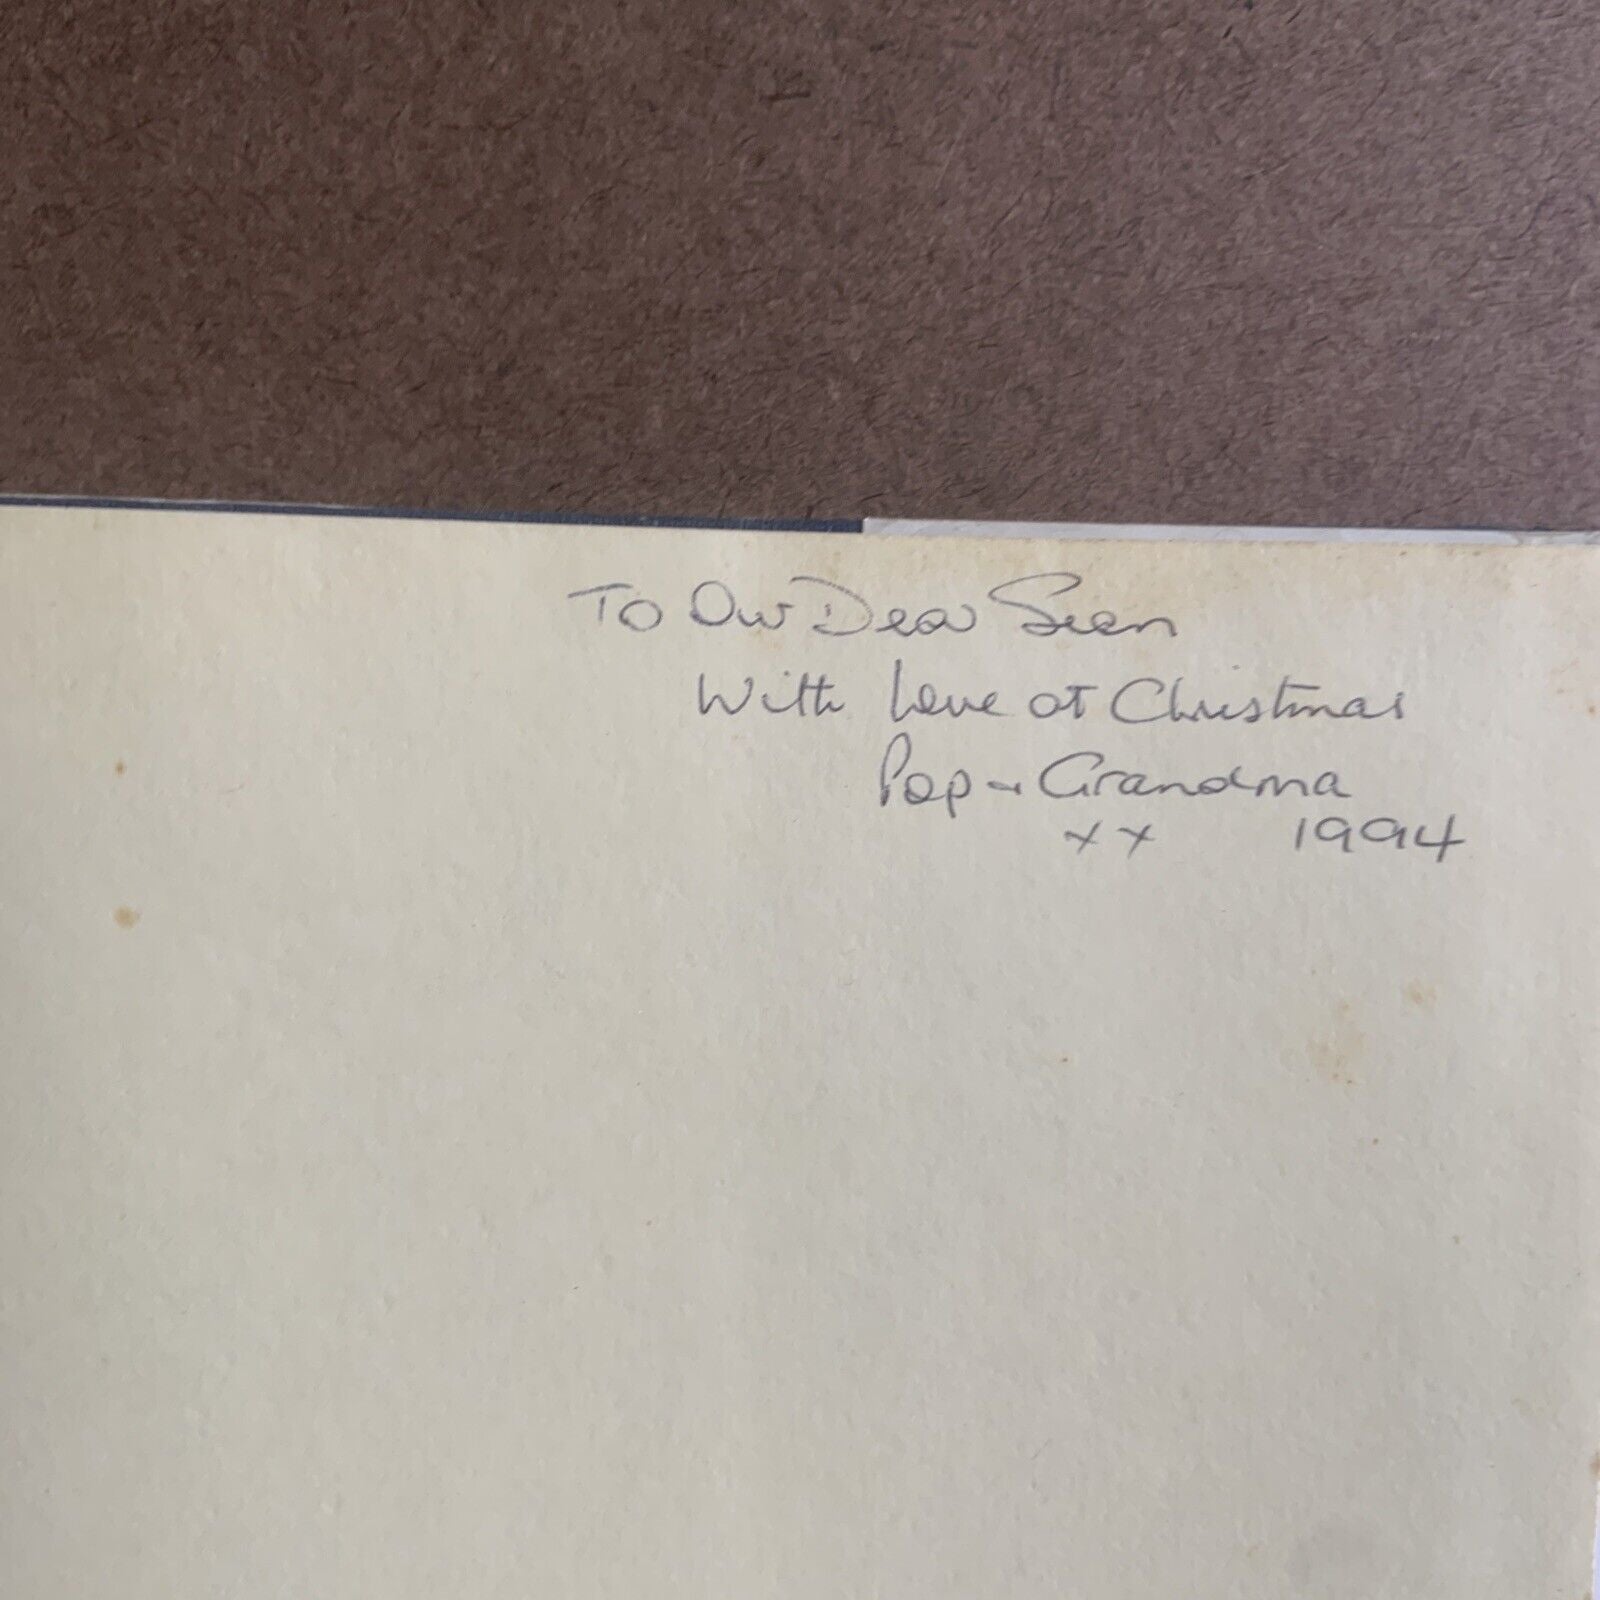 To Our Dear Sean
With Love at Christmas
Pop + Grandma
xx 1994